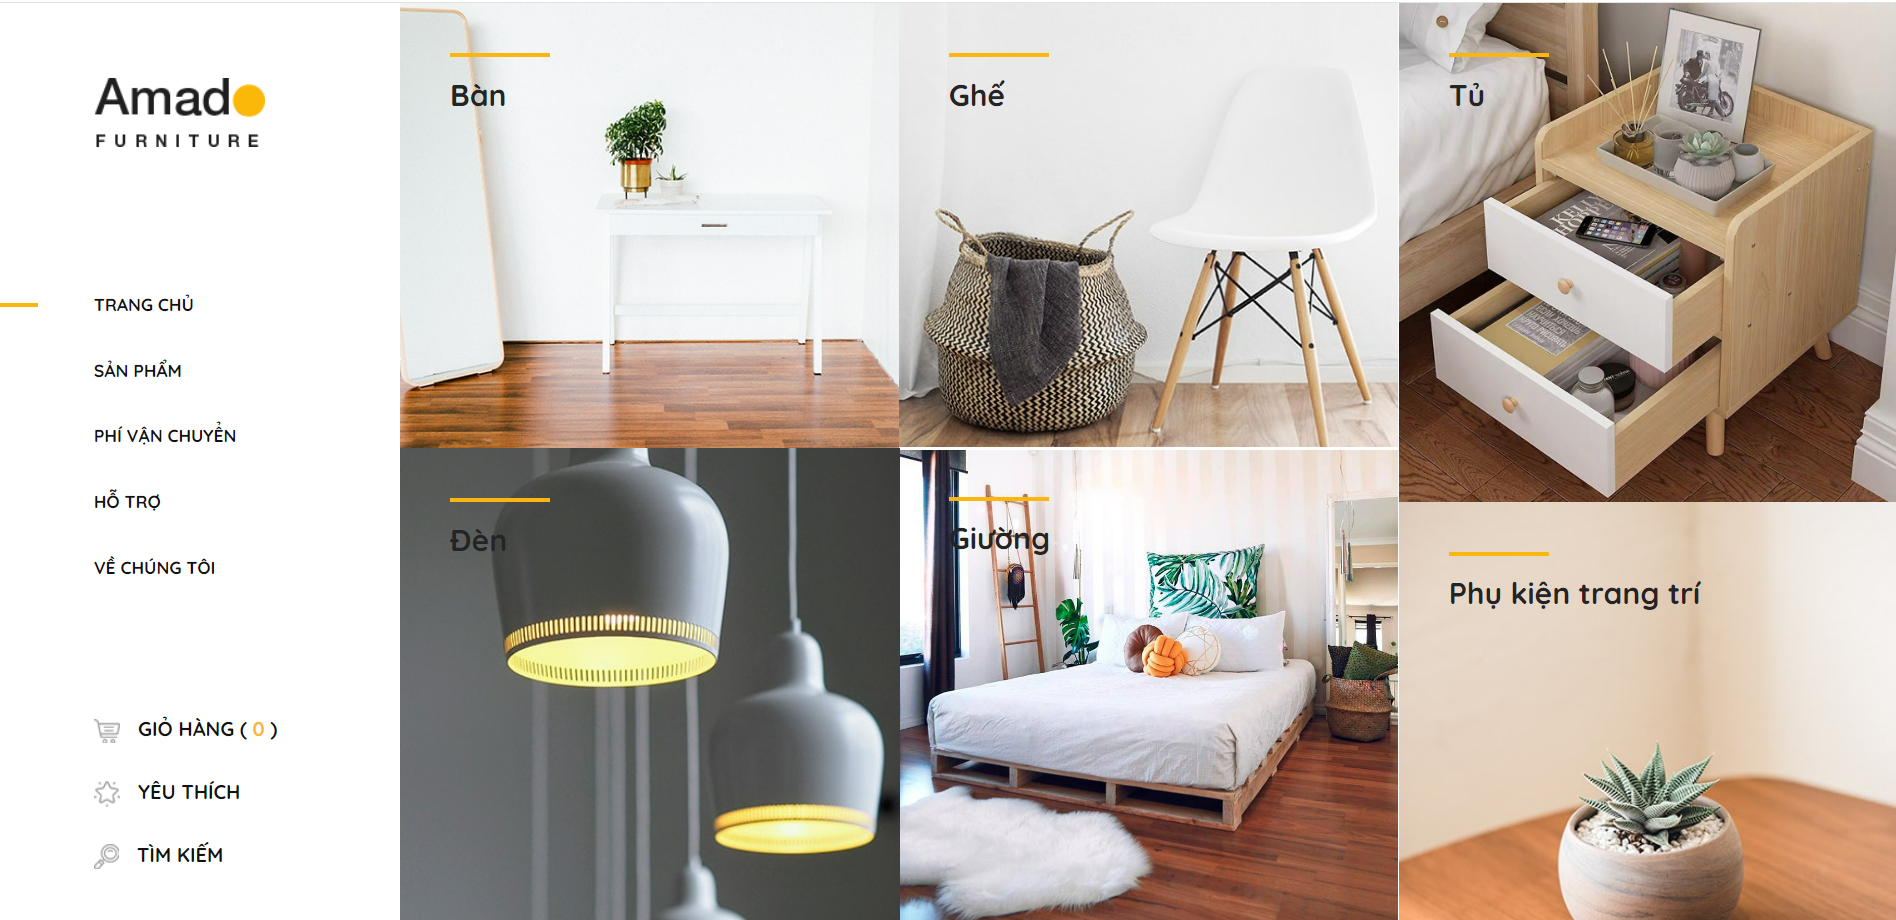 Amado
FURNITURE
TRANG CHỦ
SẢN PHẨM
PHÍ VẬN CHUYỂN
HỖ TRỢ
VỀ CHÚNG TÔI
GIỎ HÀNG ( 0 )
YÊU THÍCH
TÌM KIẾM
Bàn
Ghế
Tủ
Đèn
Giường
Phụ kiện trang trí